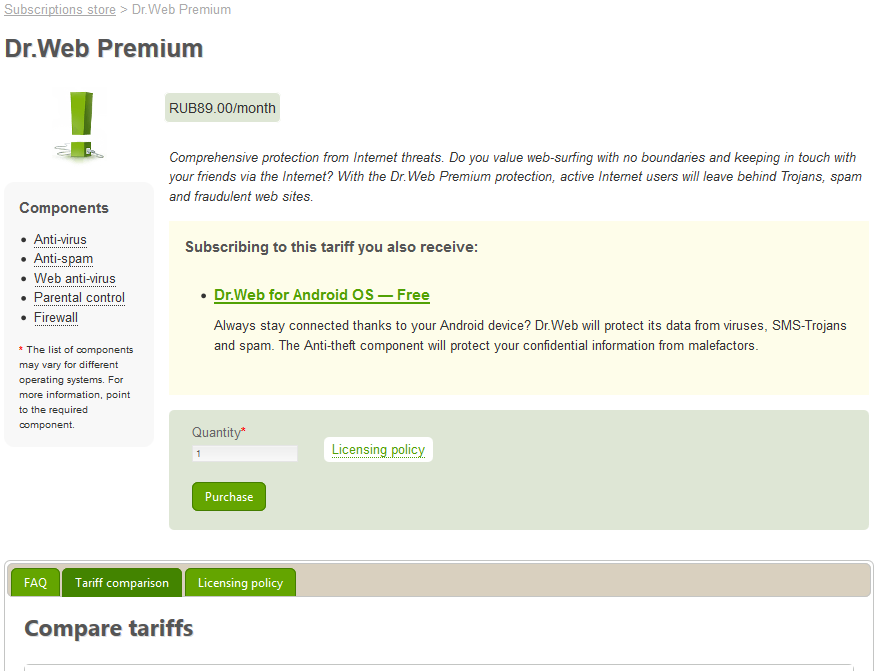 Subscriptions store > Dr.Web Premium
Dr.Web Premium
RUB89.00/month
Comprehensive protection from Internet threats. Do you value web-surfing with no boundaries and keeping in touch with
your friends via the Internet? With the Dr.Web Premium protection, active Internet users will leave behind Trojans, spam
and fraudulent web sites.
Components
Anti-virus
Anti-spam
Web anti-virus
Parental control
Firewall
* The list of components
may vary for different
operating systems. For
more information, point
to the required
component.
Subscribing to this tariff you also receive:
Dr.Web for Android OS — Free
Always stay connected thanks to your Android device? Dr.Web will protect its data from viruses, SMS-Trojans
and spam. The Anti-theft component will protect your confidential information from malefactors.
Quantity*
1
Licensing policy
Purchase
FAQ
Tariff comparison
Licensing policy
Compare tariffs